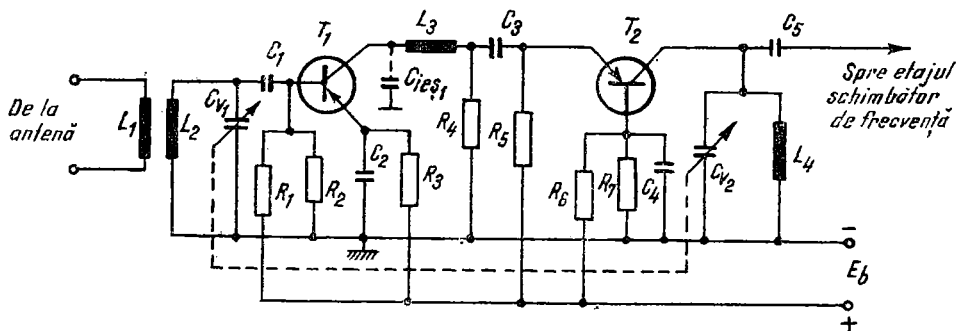 De la
antenă
L1
L2
CV1
C1
T1
L3
Cieș1
R1
R2
C2
R3
R4
C3
R5
T2
R6
R7
C4
CV2
L4
C5
Spre etajul
schimbător
de frecvență
−
Eb
+